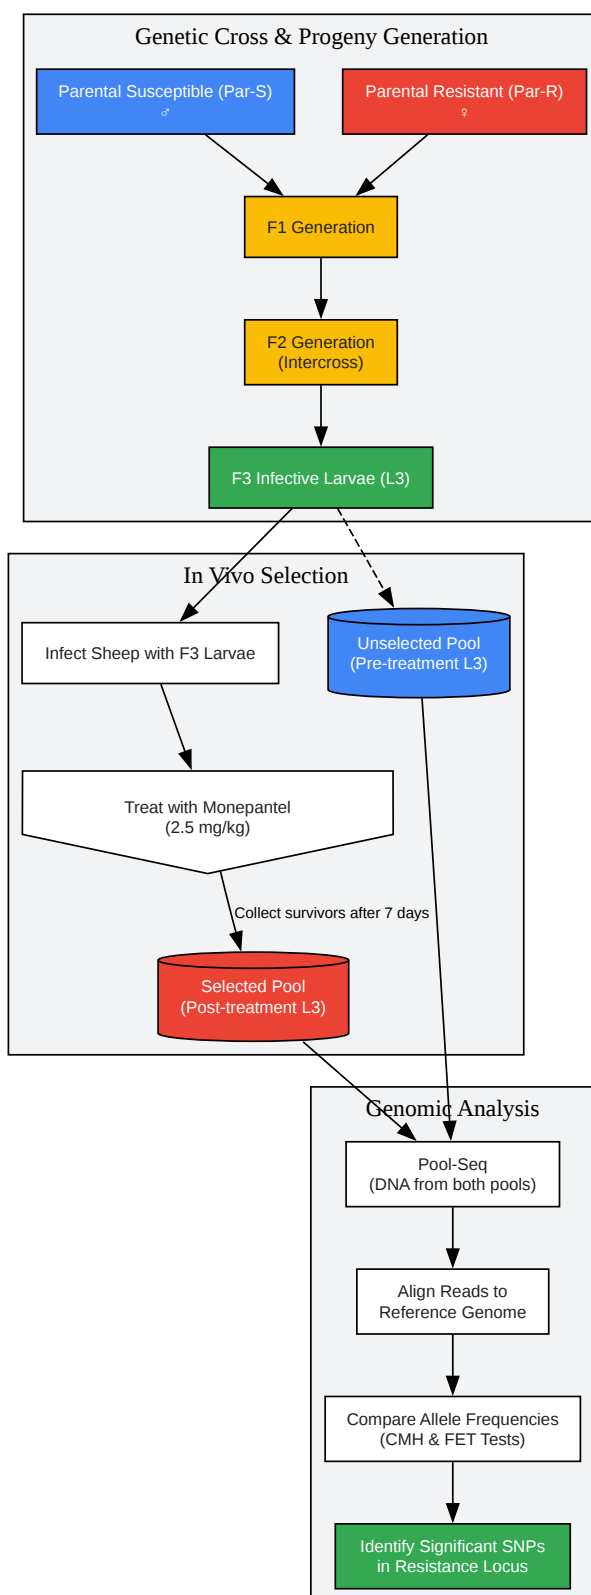 Genetic Cross & Progeny Generation
Parental Susceptible (Par-S)
♂
Parental Resistant (Par-R)
♀
F1 Generation
F2 Generation
(Intercross)
F3 Infective Larvae (L3)
In Vivo Selection
Infect Sheep with F3 Larvae
Unselected Pool
(Pre-treatment L3)
Treat with Monepantel
(2.5 mg/kg)
Collect survivors after 7 days
Selected Pool
(Post-treatment L3)
Genomic Analysis
Pool-Seq
(DNA from both pools)
Align Reads to
Reference Genome
Compare Allele Frequencies
(CMH & FET Tests)
Identify Significant SNPs
in Resistance Locus